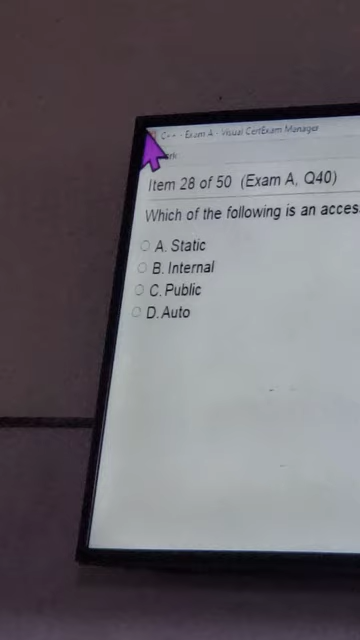 C++ - Exam A - Visual CertExam Manager
Item 28 of 50 (Exam A, Q40)
Which of the following is an acces
A. Static
B. Internal
C. Public
D. Auto